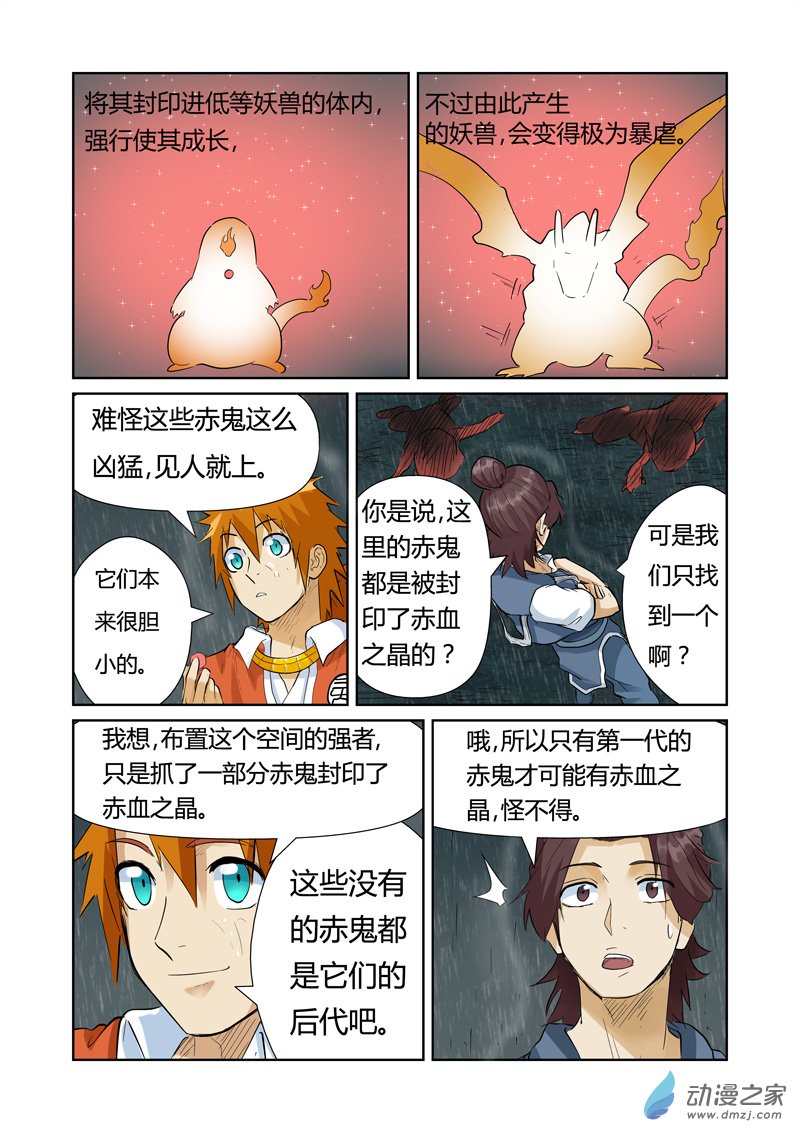 将其封印进低等妖兽的体内，
强行使其成长，
不过由此产生
的妖兽，会变得极为暴虐。
难怪这些赤鬼这么
凶猛，见人就上。
它们本
来很胆
小的。
你是说，这
里的赤鬼
都是被封
印了赤血
之晶的？
可是我
们只找
到一个
啊？
我想，布置这个空间的强者，
只是抓了一部分赤鬼封印了
赤血之晶。
这些没有
的赤鬼都
是它们的
后代吧。
哦，所以只有第一代的
赤鬼才可能有赤血之
晶，怪不得。
动漫之家
www.dmzj.com